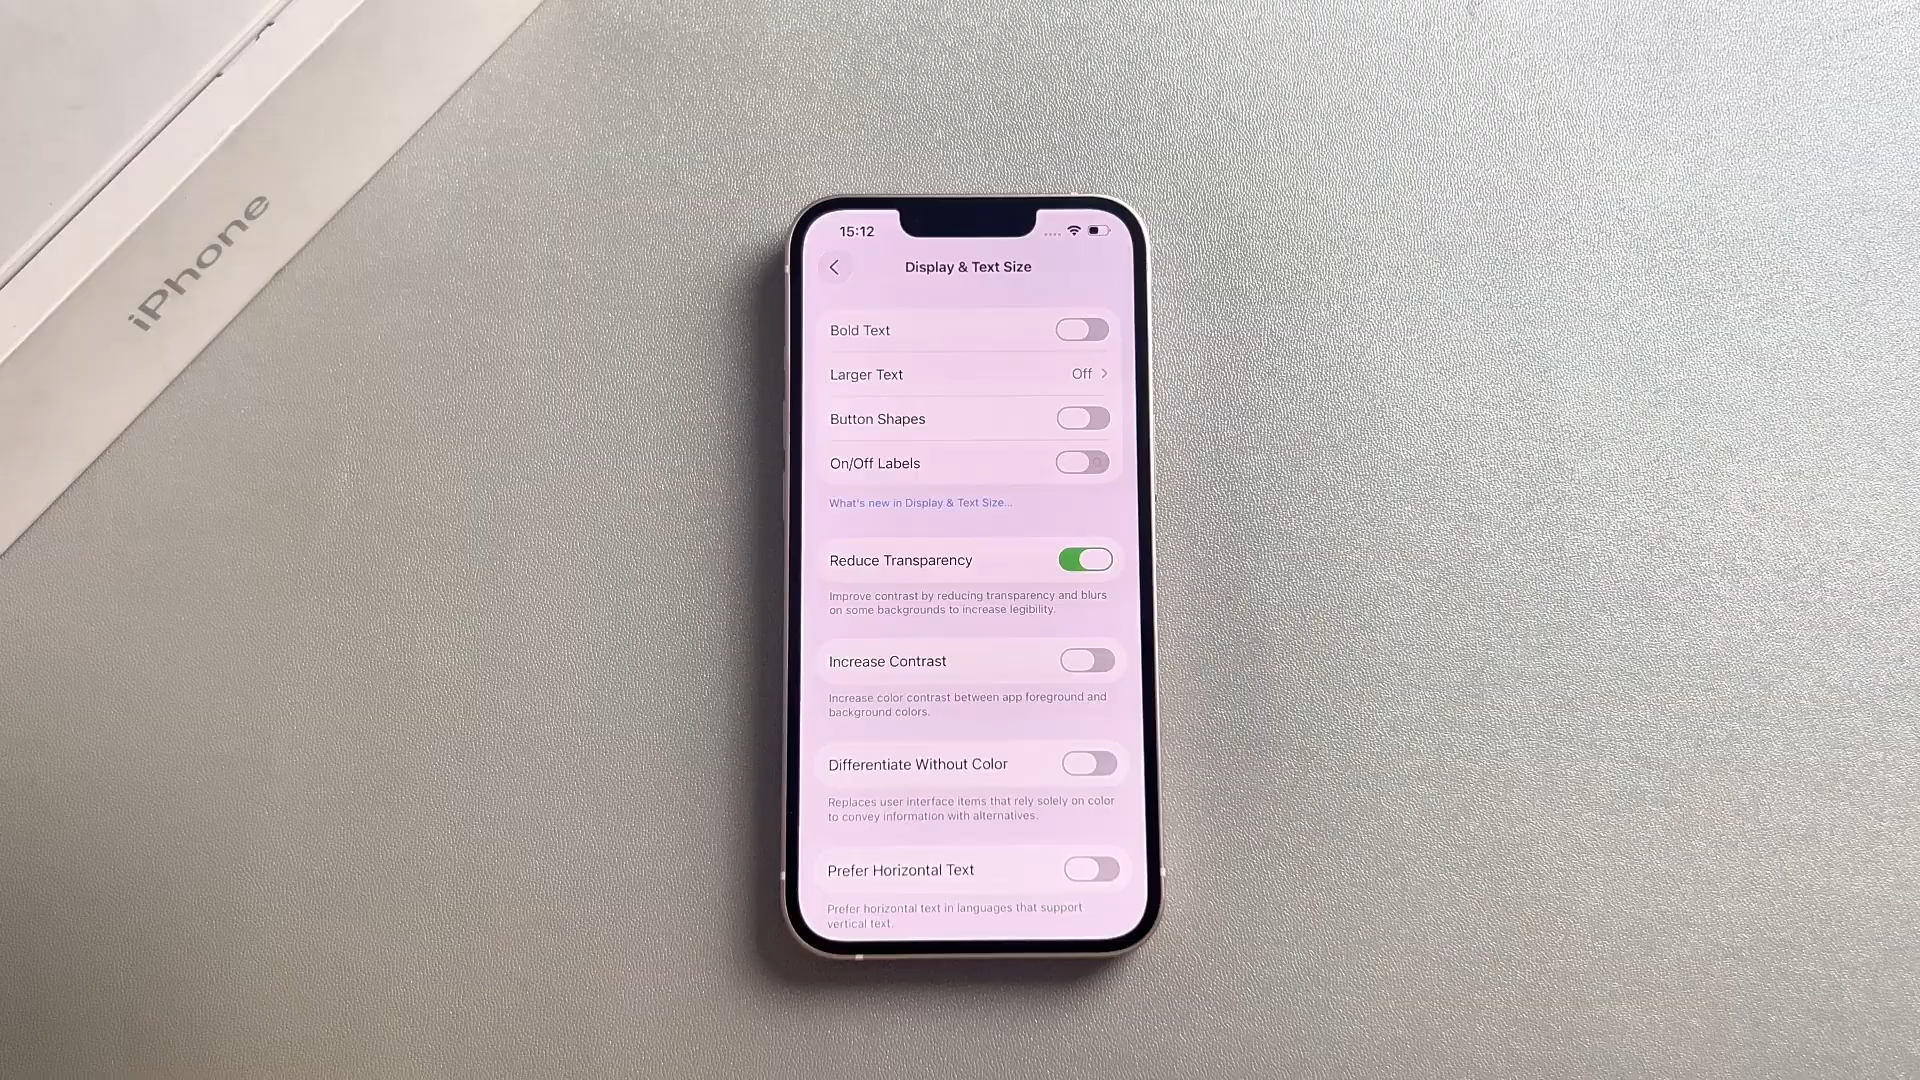 iPhone
15:12
Display & Text Size
Bold Text
Larger Text Off
Button Shapes
On/Off Labels
What's new in Display & Text Size...
Reduce Transparency
Improve contrast by reducing transparency and blurs
on some backgrounds to increase legibility.
Increase Contrast
Increase color contrast between app foreground and
background colors.
Differentiate Without Color
Replaces user interface items that rely solely on color
to convey information with alternatives.
Prefer Horizontal Text
Prefer horizontal text in languages that support
vertical text.